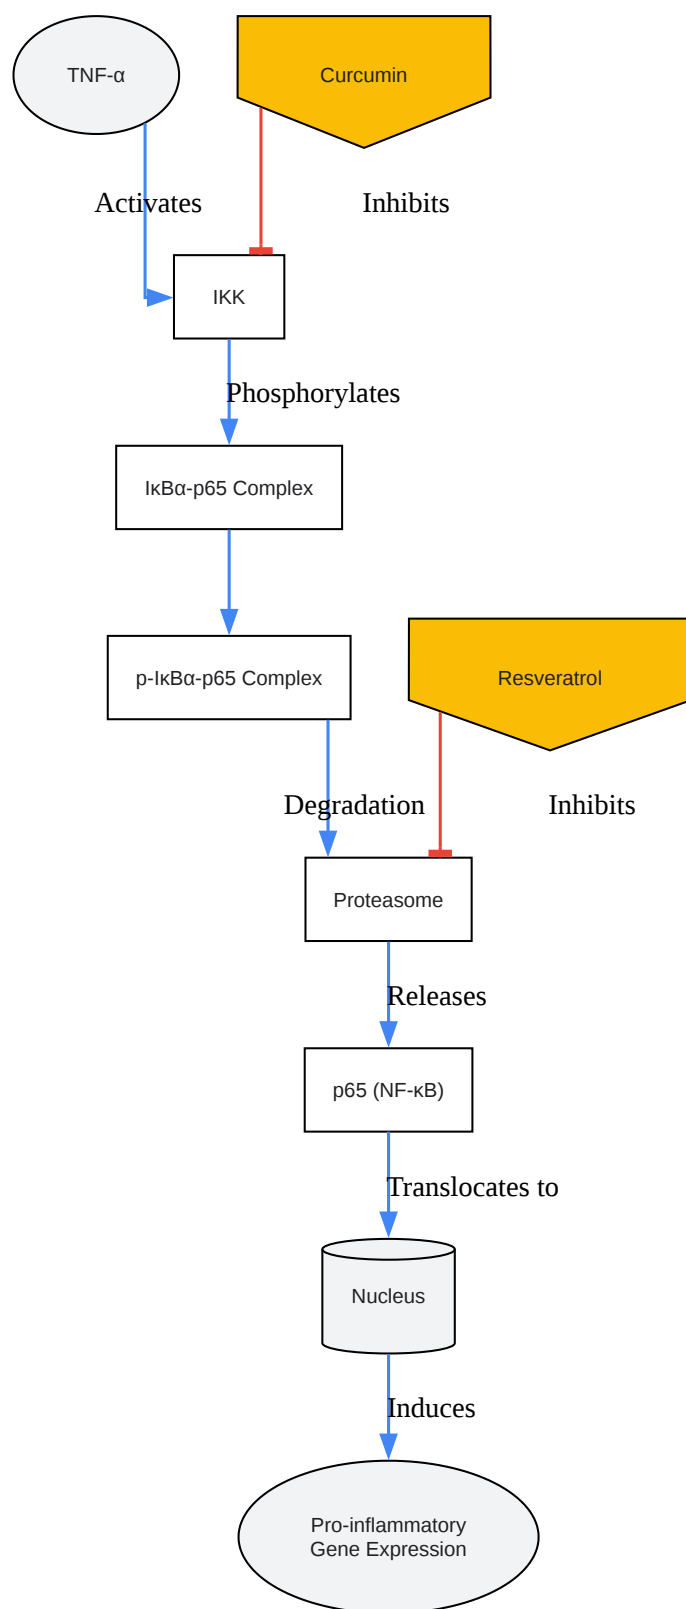 TNF-α
Curcumin
Activates
Inhibits
IKK
Phosphorylates
IκBα-p65 Complex
p-IκBα-p65 Complex
Resveratrol
Degradation
Inhibits
Proteasome
Releases
p65 (NF-κB)
Translocates to
Nucleus
Induces
Pro-inflammatory
Gene Expression